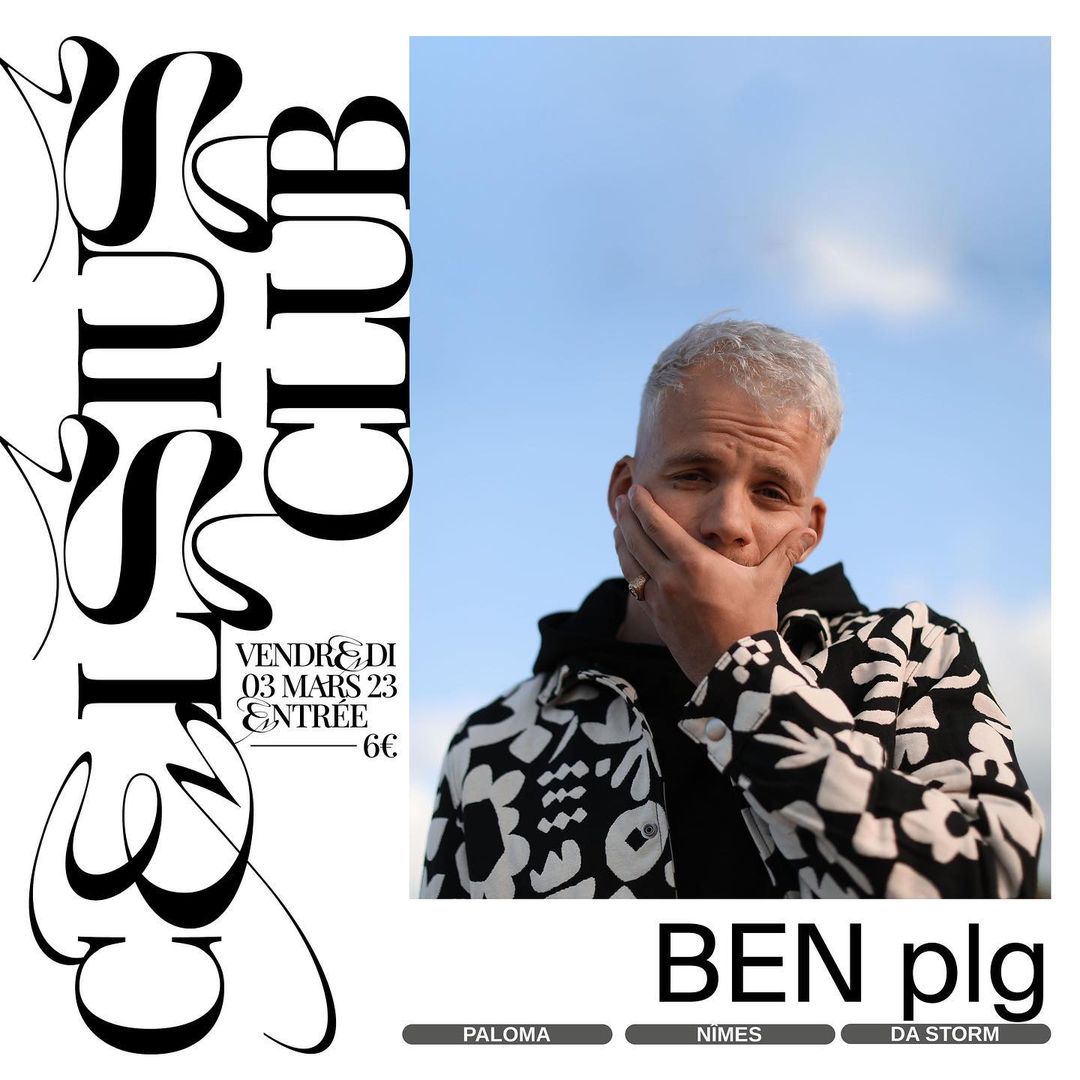 CELSIUS
CLUB
VENDREDI
03 MARS 23
ENTRÉE
6€
BEN plg
PALOMA
NÎMES
DA STORM